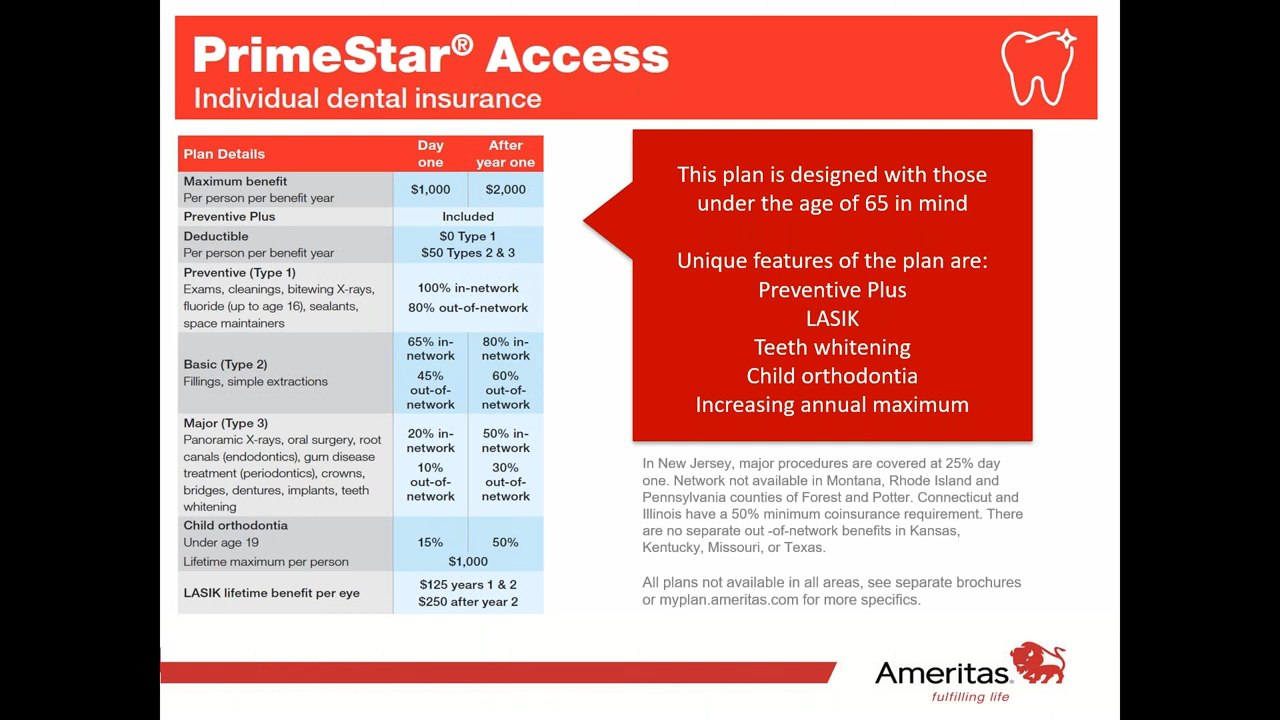 PrimeStar® Access
Individual dental insurance
Plan Details
Day
one
After
year one
Maximum benefit
Per person per benefit year
$1,000
$2,000
Preventive Plus
Included
Deductible
Per person per benefit year
$0 Type 1
$50 Types 2 & 3
Preventive (Type 1)
Exams, cleanings, bitewing X-rays,
fluoride (up to age 16), sealants,
space maintainers
100% in-network
80% out-of-network
Basic (Type 2)
Fillings, simple extractions
65% in-
network
45%
out-of-
network
80% in-
network
60%
out-of-
network
Major (Type 3)
Panoramic X-rays, oral surgery, root
canals (endodontics), gum disease
treatment (periodontics), crowns,
bridges, dentures, implants, teeth
whitening
20% in-
network
10%
out-of-
network
50% in-
network
30%
out-of-
network
Child orthodontia
Under age 19
15%
50%
Lifetime maximum per person
$1,000
LASIK lifetime benefit per eye
$125 years 1 & 2
$250 after year 2
This plan is designed with those
under the age of 65 in mind
Unique features of the plan are:
Preventive Plus
LASIK
Teeth whitening
Child orthodontia
Increasing annual maximum
In New Jersey, major procedures are covered at 25% day
one. Network not available in Montana, Rhode Island and
Pennsylvania counties of Forest and Potter. Connecticut and
Illinois have a 50% minimum coinsurance requirement. There
are no separate out -of-network benefits in Kansas,
Kentucky, Missouri, or Texas.
All plans not available in all areas, see separate brochures
or myplan.ameritas.com for more specifics.
Ameritas®
fulfilling life